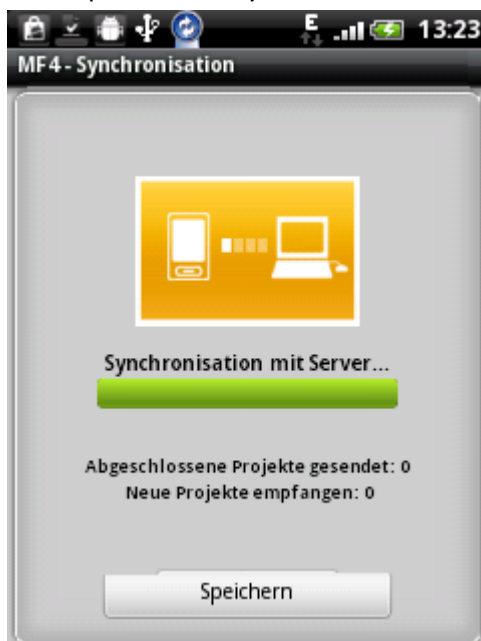 E
13:23
MF4 - Synchronisation
Synchronisation mit Server...
Abgeschlossene Projekte gesendet: 0
Neue Projekte empfangen: 0
Speichern